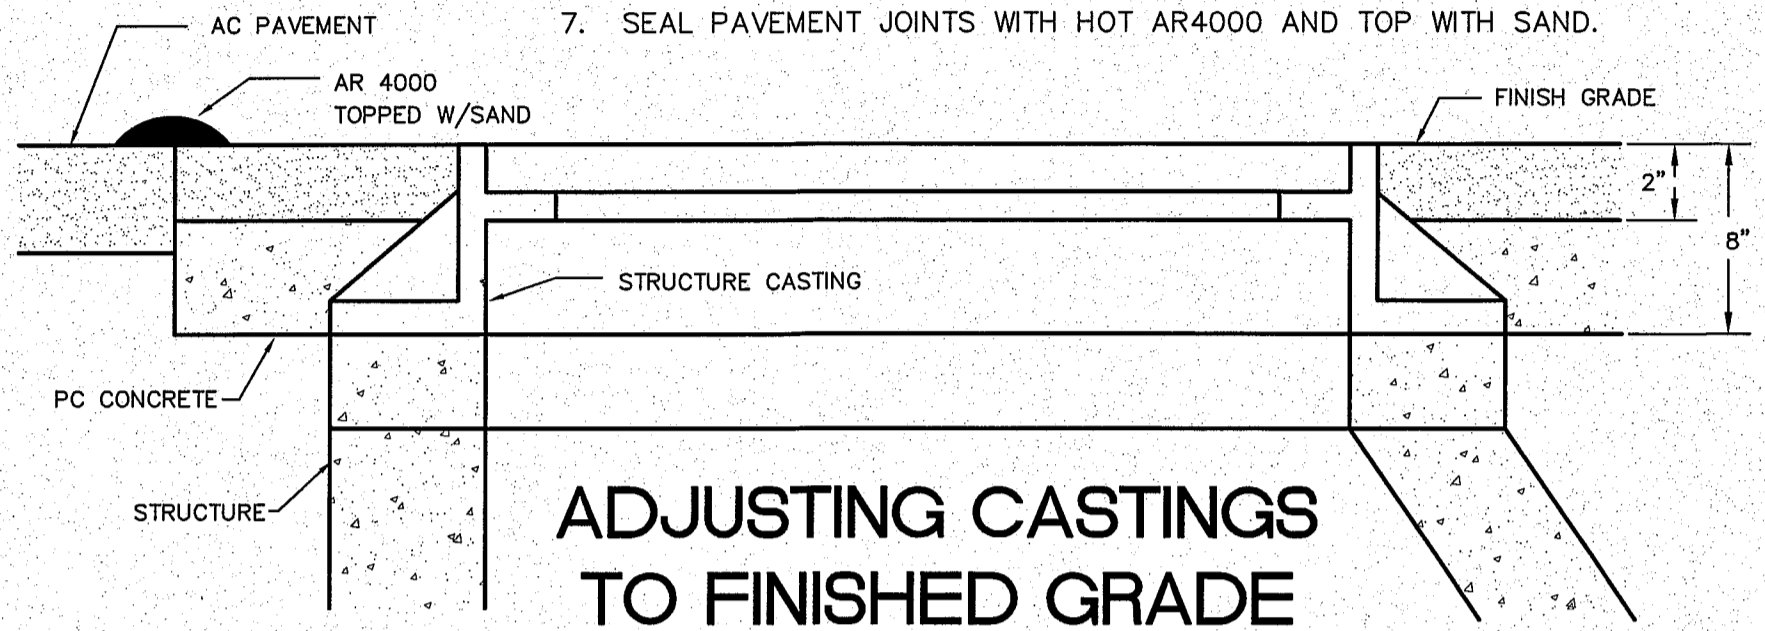 7. SEAL PAVEMENT JOINTS WITH HOT AR4000 AND TOP WITH SAND.
AC PAVEMENT
AR 4000
TOPPED W/SAND
FINISH GRADE
2"
8"
STRUCTURE CASTING
PC CONCRETE
STRUCTURE
ADJUSTING CASTINGS
TO FINISHED GRADE